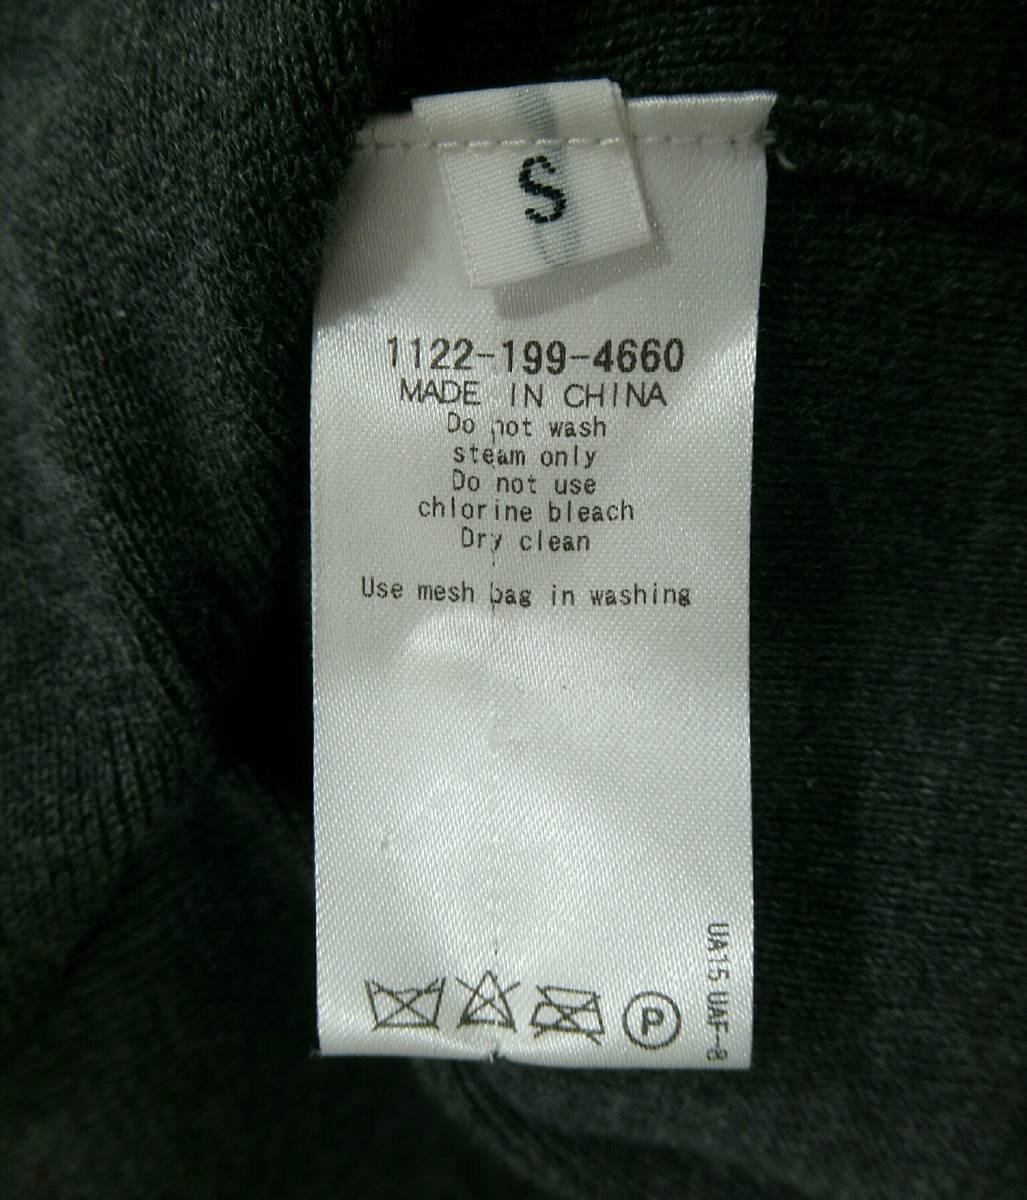 S
1122-199-4660
MADE IN CHINA
Do not wash
steam only
Do not use
chlorine bleach
Dry clean
Use mesh bag in washing
P
UA15 UAF-8